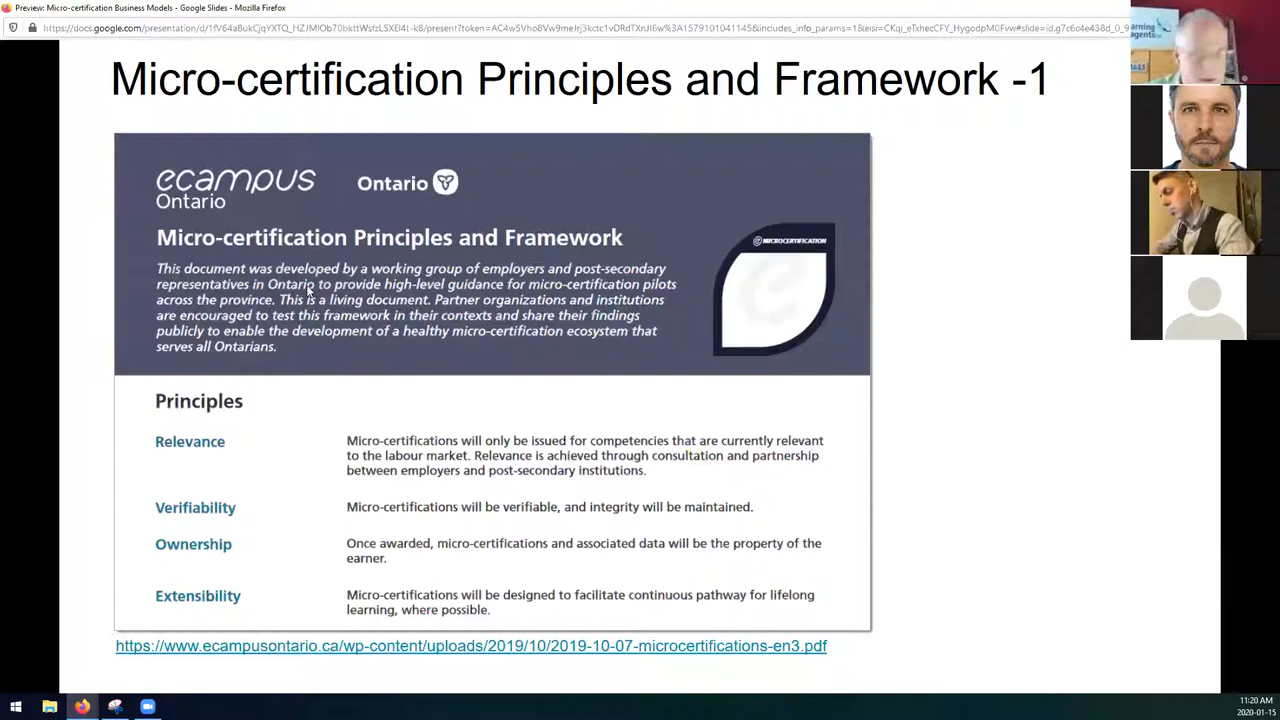 Preview: Micro-certification Business Models - Google Slides - Mozilla Firefox
Micro-certification Principles and Framework -1
ecampus
Ontario
Ontario
Micro-certification Principles and Framework
This document was developed by a working group of employers and post-secondary
representatives in Ontario to provide high-level guidance for micro-certification pilots
across the province. This is a living document. Partner organizations and institutions
are encouraged to test this framework in their contexts and share their findings
publicly to enable the development of a healthy micro-certification ecosystem that
serves all Ontarians.
MICROCERTIFICATION
Principles
Relevance
Micro-certifications will only be issued for competencies that are currently relevant
to the labour market. Relevance is achieved through consultation and partnership
between employers and post-secondary institutions.
Verifiability
Micro-certifications will be verifiable, and integrity will be maintained.
Ownership
Once awarded, micro-certifications and associated data will be the property of the
earner.
Extensibility
Micro-certifications will be designed to facilitate continuous pathway for lifelong
learning, where possible.
https://www.ecampusontario.ca/wp-content/uploads/2019/10/2019-10-07-microcertifications-en3.pdf
11:20 AM
2020-01-15